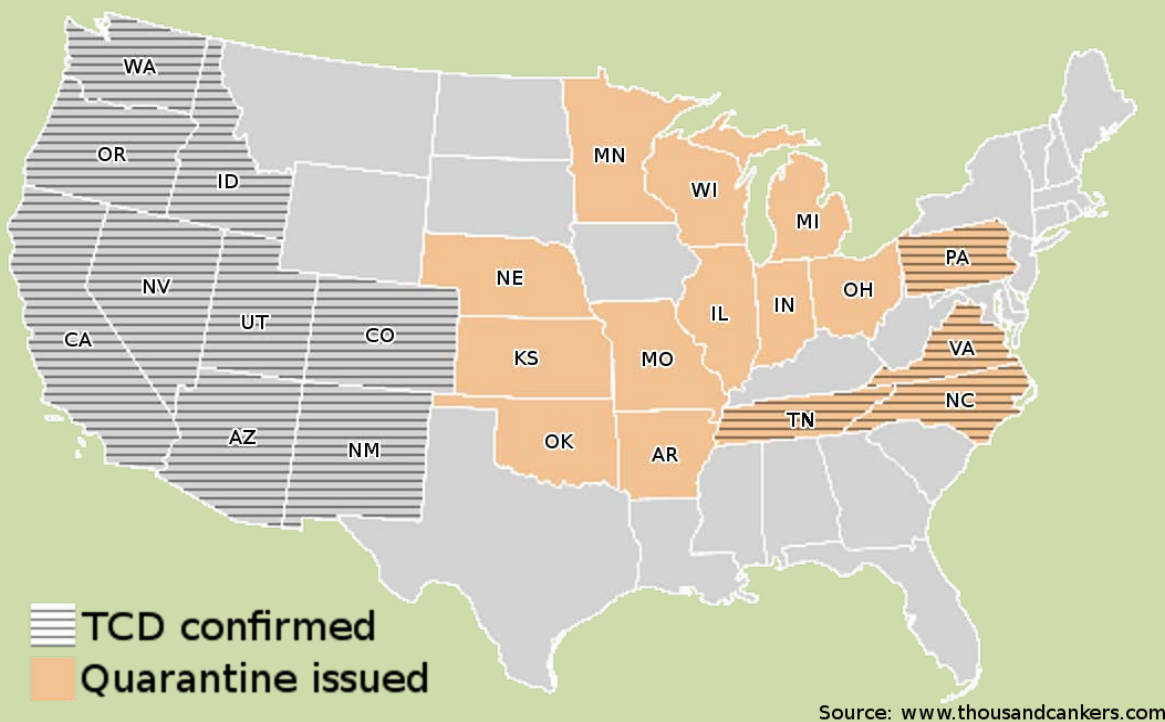 WA
OR
ID
MN
WI
MI
NV
NE
PA
UT
CO
CA
IL
IN
OH
KS
MO
VA
AZ
NM
OK
AR
TN
NC
TCD confirmed
Quarantine issued
Source: www.thousandcankers.com